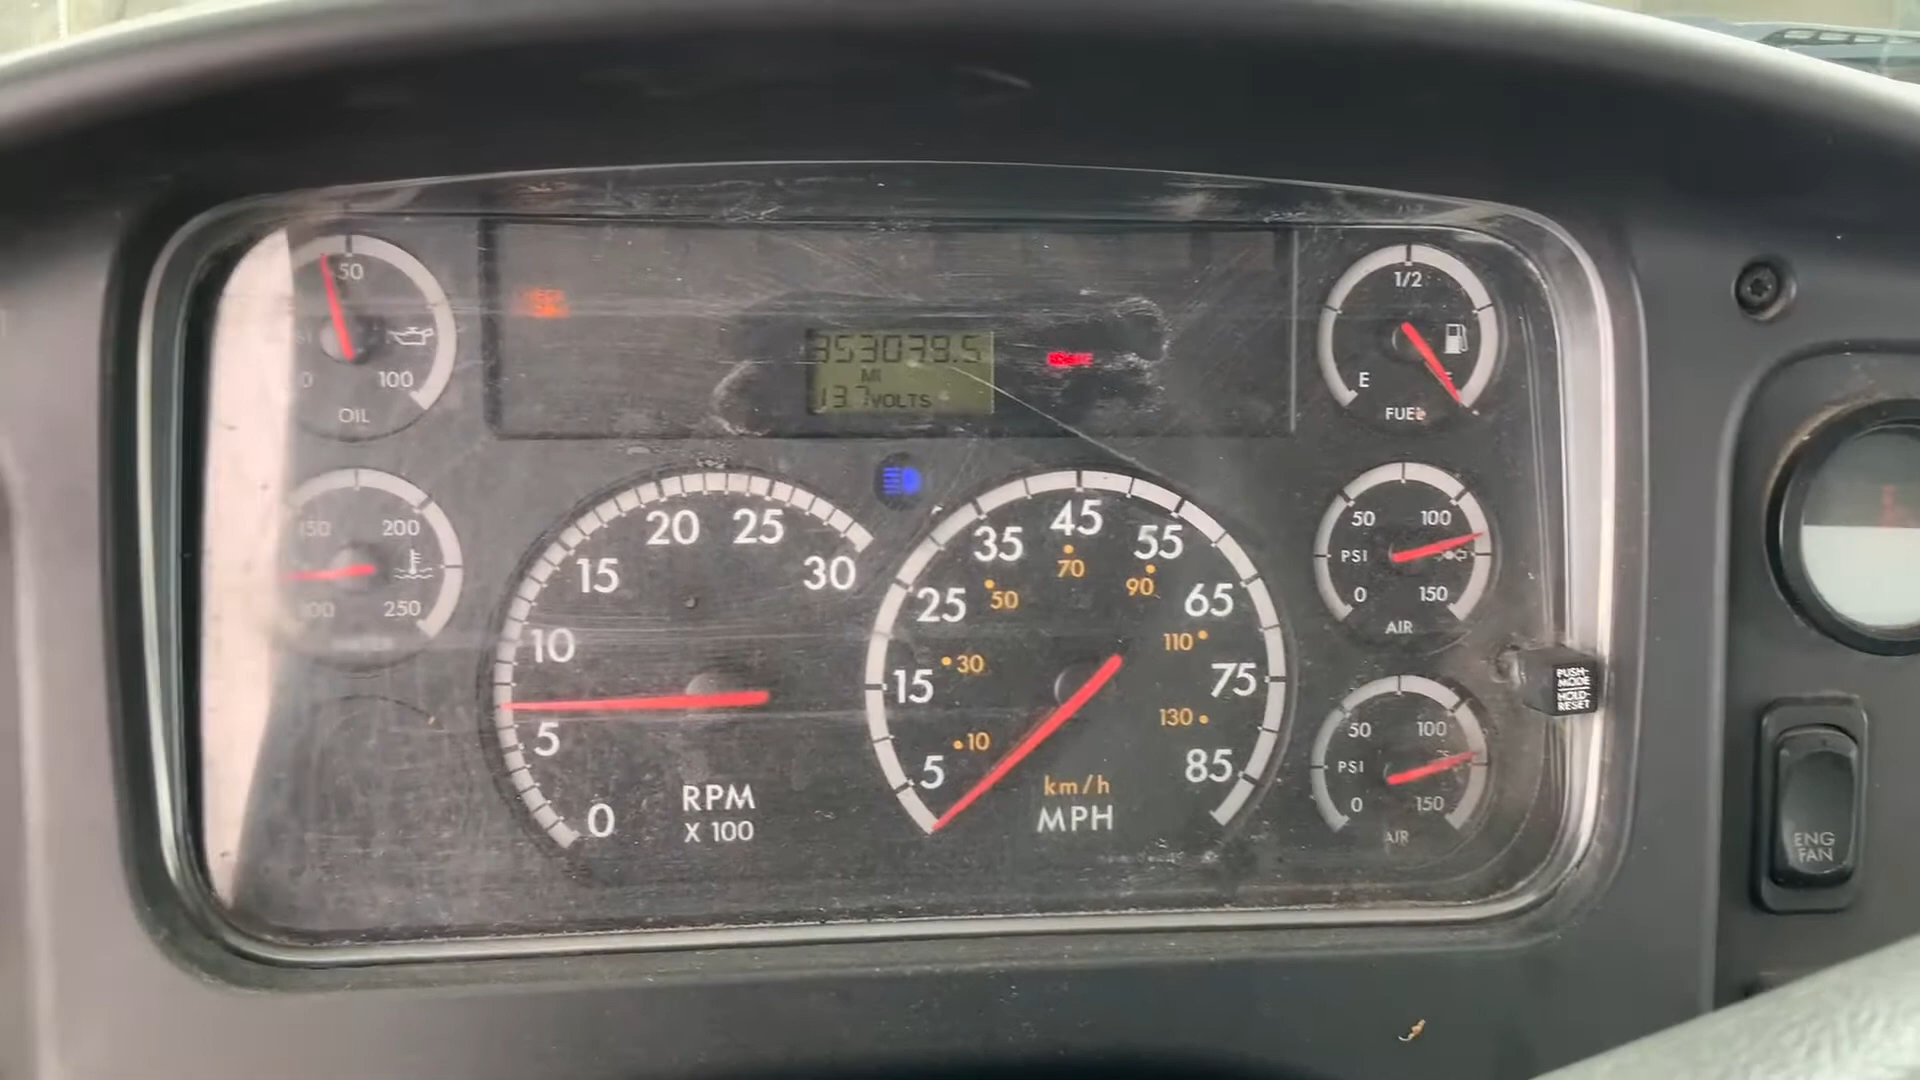 50
100
OIL
150
200
100
250
353039.5
MI
13.7 VOLTS
BRAKE
1/2
E
F
FUEL
0
5
10
15
20
25
30
RPM
X 100
5
15
25
35
45
55
65
75
85
10
30
50
70
90
110
130
km/h
MPH
50
100
PSI
0
150
AIR
50
100
PSI
0
150
AIR
PUSH-
MODE
HOLD-
RESET
ENG
FAN